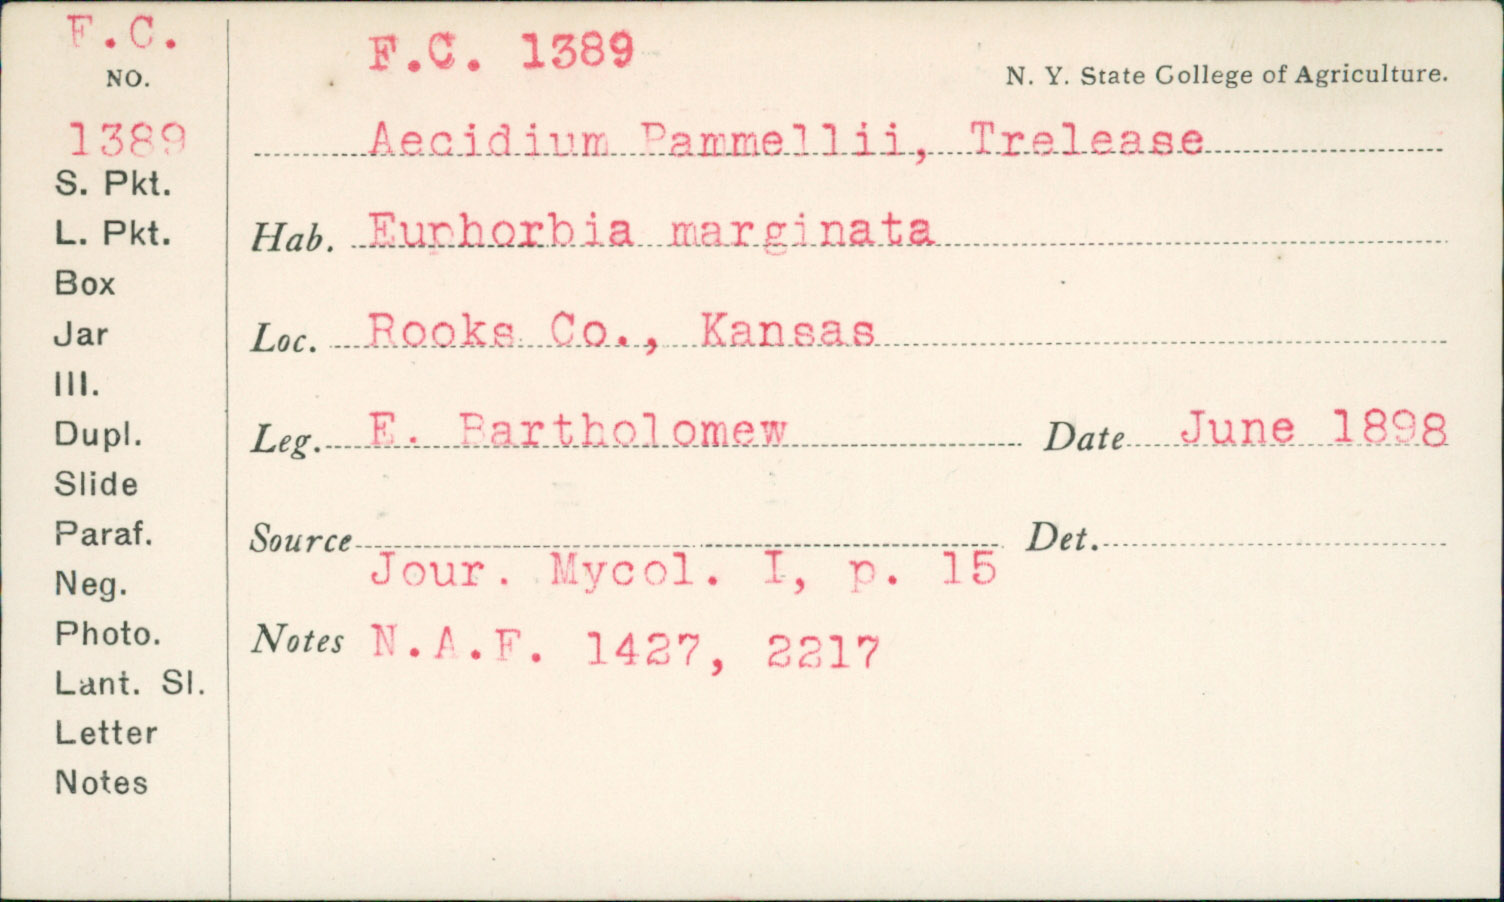 F.C.
NO.
1389
S. Pkt.
L. Pkt.
Box
Jar
Ill.
Dupl.
Slide
Paraf.
Neg.
Photo.
Lant. Sl.
Letter
Notes
F.C. 1389
N. Y. State College of Agriculture.
Aecidium Pammellii, Trelease
Hab. Euphorbia marginata
Loc. Rooks Co., Kansas
Leg. E. Bartholomew Date June 1898
Source Det.
Jour. Mycol. I, p. 15
Notes N.A.F. 1427, 2217